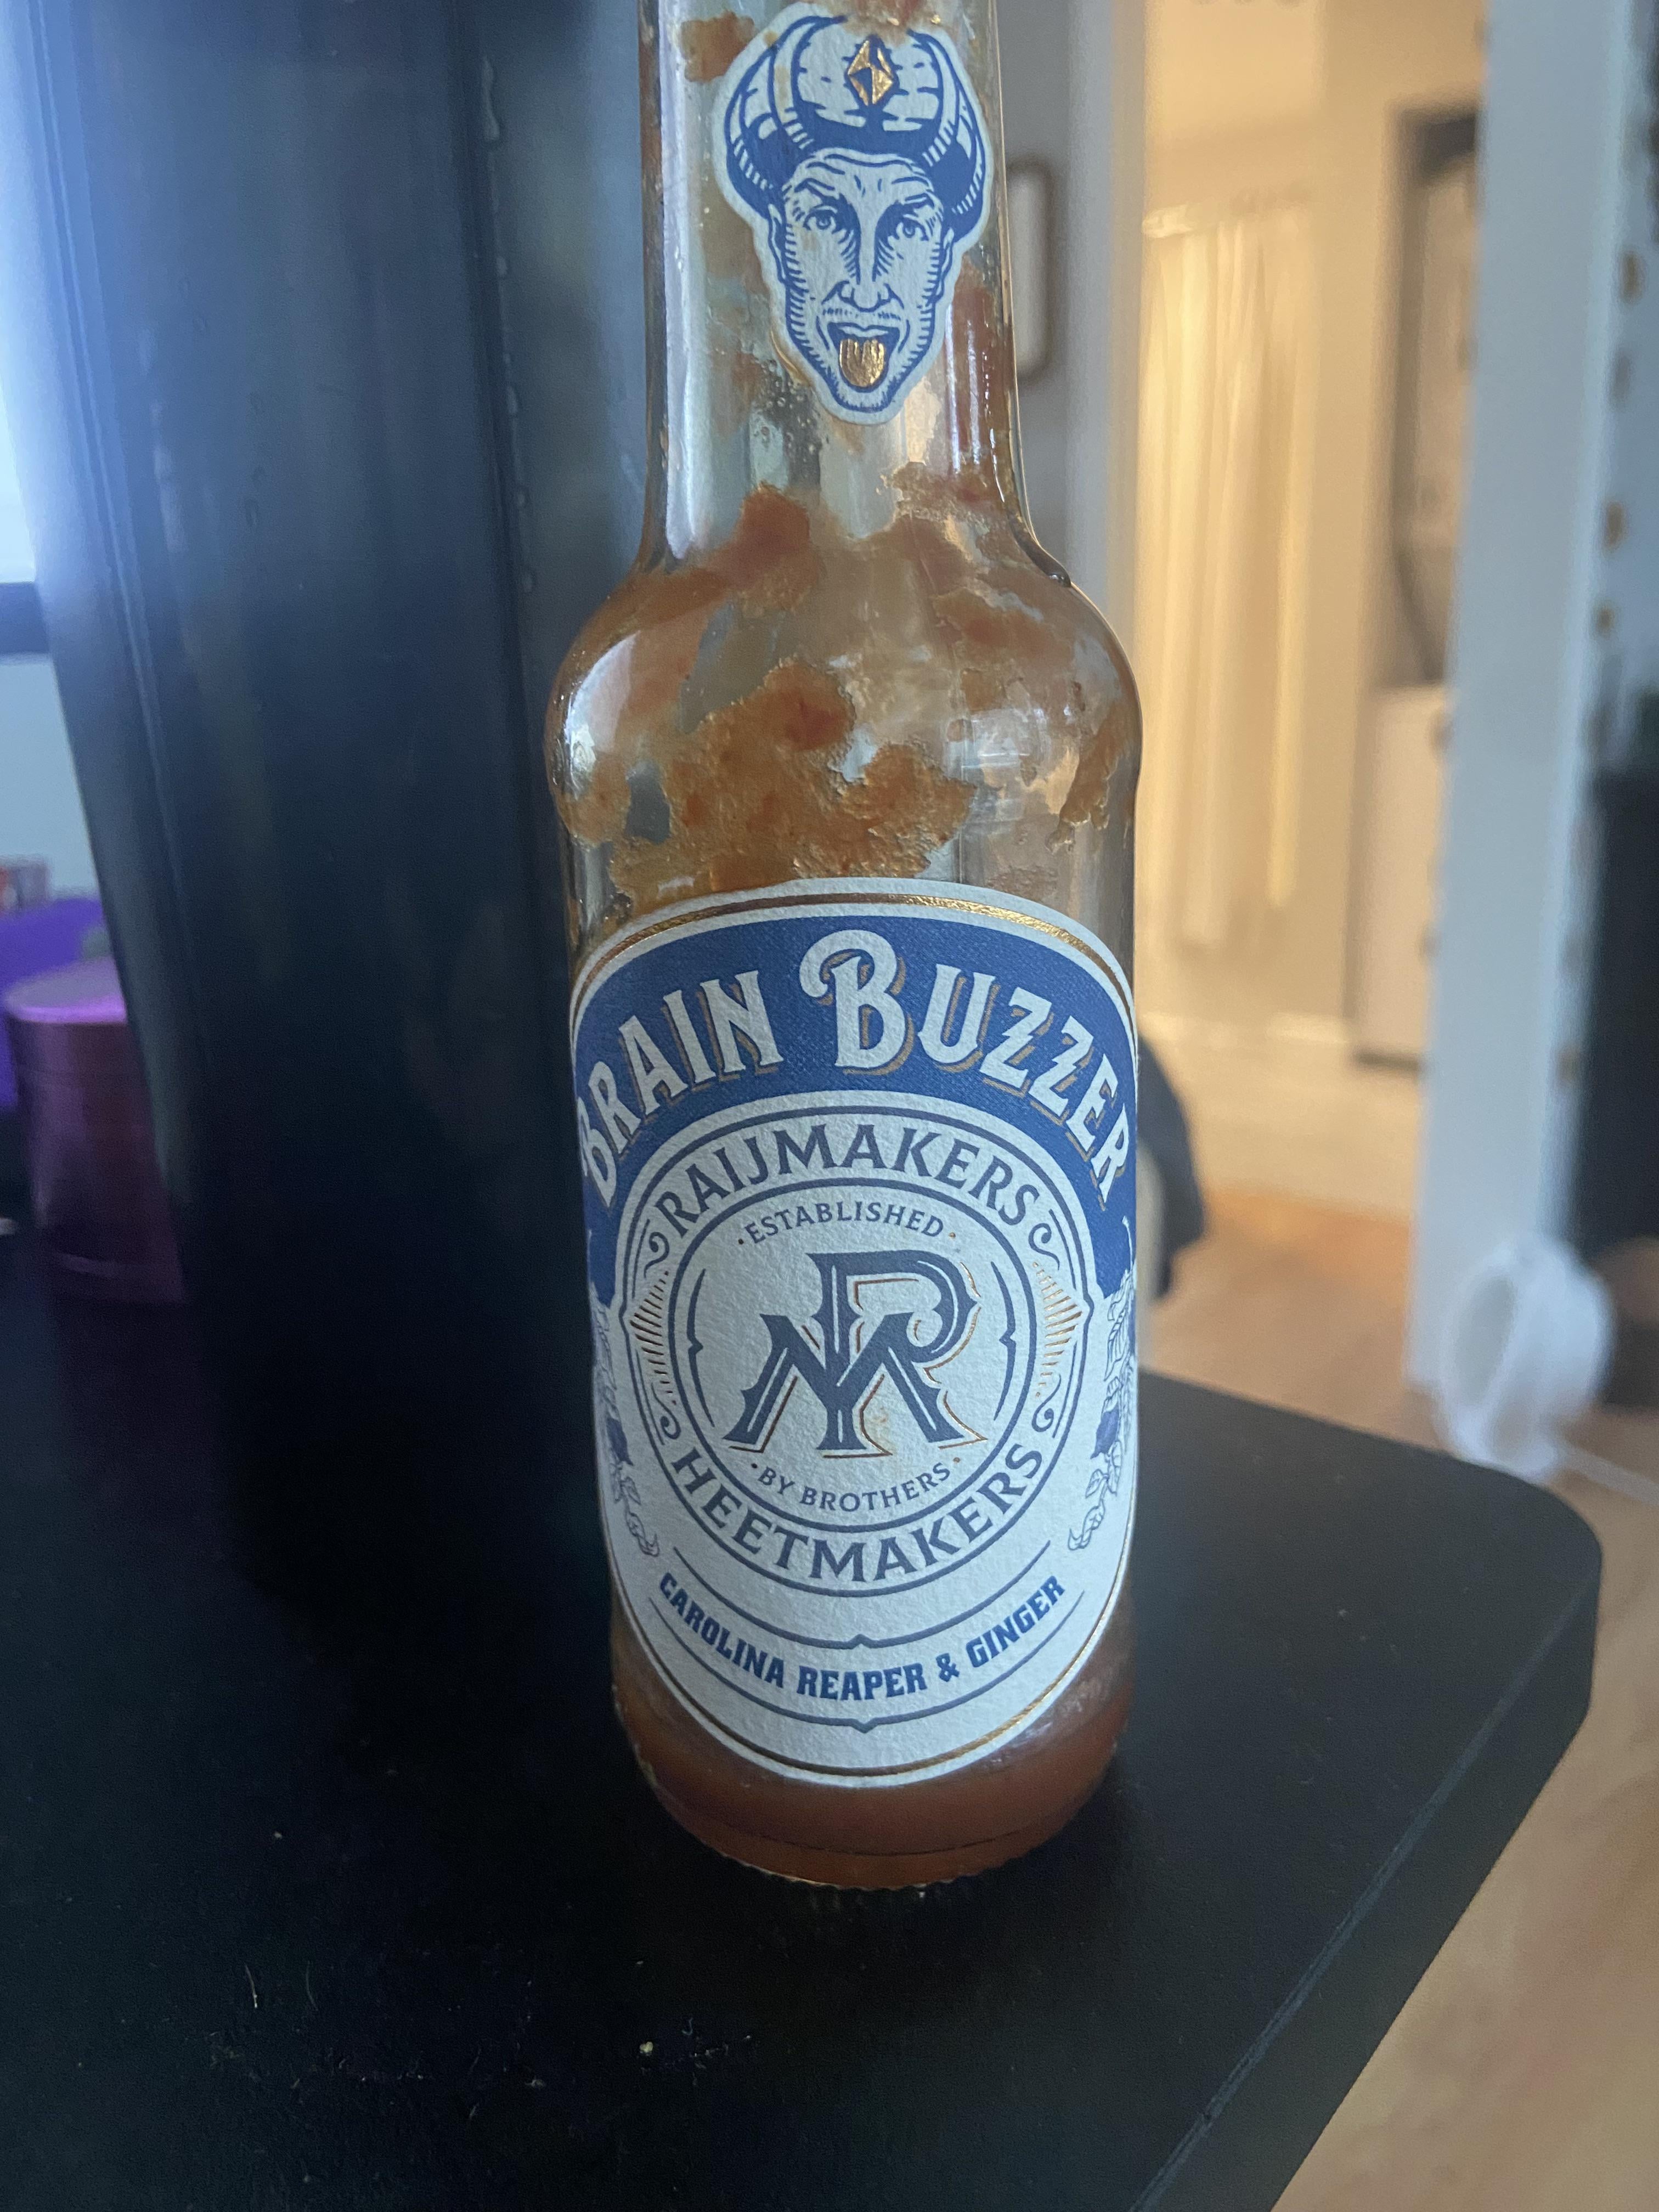 BRAIN BUZZER
RAIJMAKERS
ESTABLISHED
MR
BY BROTHERS
HEETMAKERS
CAROLINA REAPER & GINGER